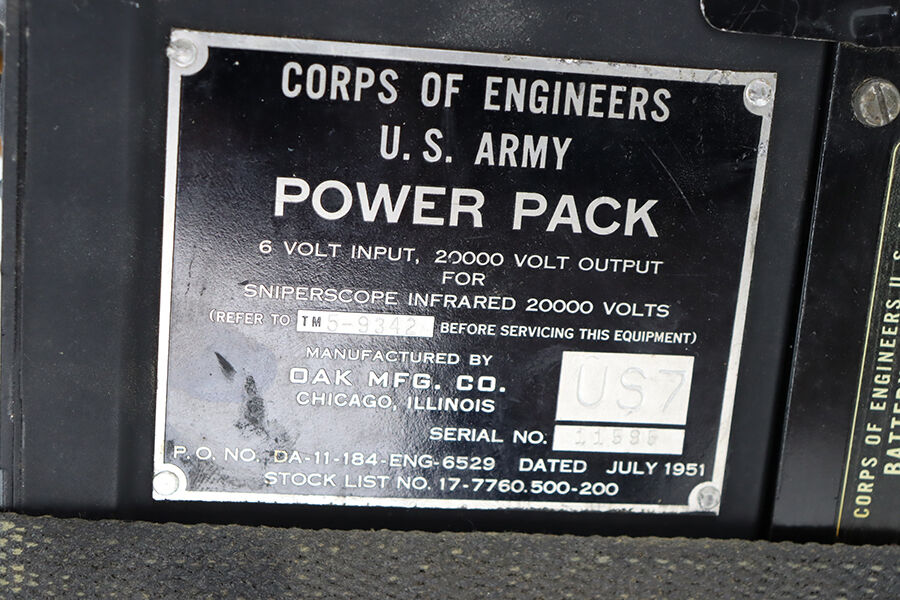 CORPS OF ENGINEERS
U. S. ARMY
POWER PACK
6 VOLT INPUT, 20000 VOLT OUTPUT
FOR
SNIPERSCOPE INFRARED 20000 VOLTS
(REFER TO TM 5-9342 BEFORE SERVICING THIS EQUIPMENT)
MANUFACTURED BY
OAK MFG. CO.
CHICAGO, ILLINOIS
US7
SERIAL NO.
P. O. NO. DA-11-184-ENG-6529 DATED JULY 1951
STOCK LIST NO. 17-7760.500-200
CORPS OF ENGINEERS U S